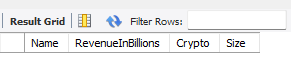 Result Grid Filter Rows:
Name RevenueInBillions Crypto Size